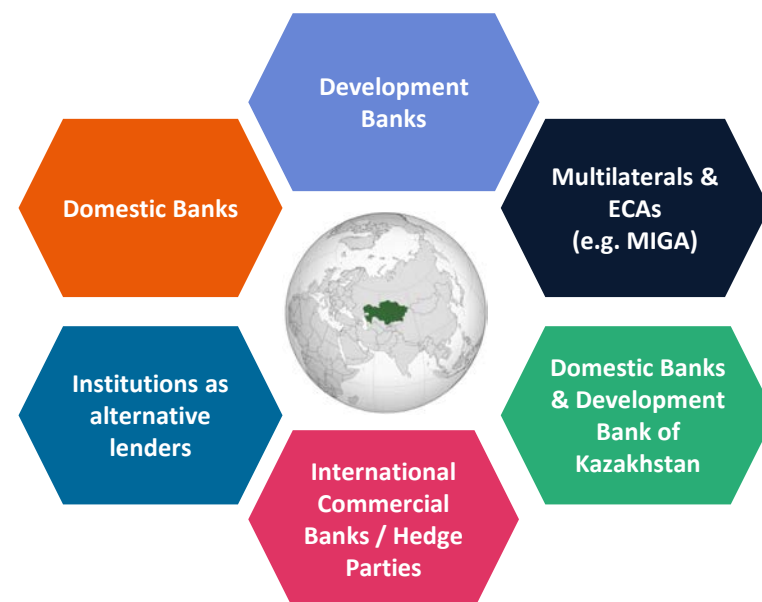 Development
Banks
Domestic Banks
Multilaterals &
ECAs
(e.g. MIGA)
Institutions as
alternative
lenders
Domestic Banks
& Development
Bank of
Kazakhstan
International
Commercial
Banks / Hedge
Parties